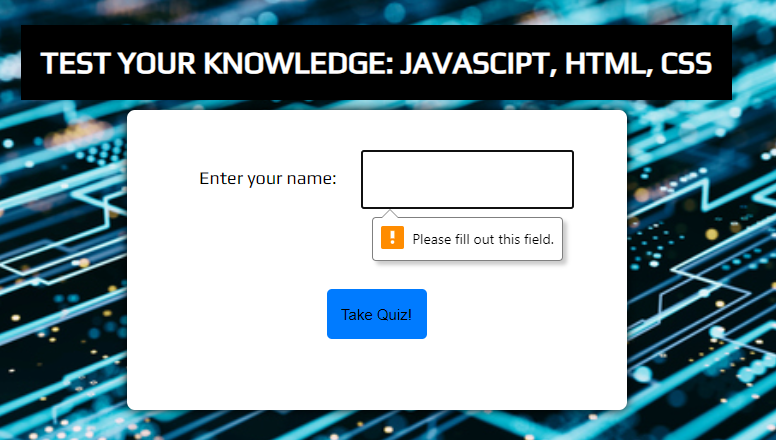 TEST YOUR KNOWLEDGE: JAVASCIPT, HTML, CSS
Enter your name:
Please fill out this field.
Take Quiz!